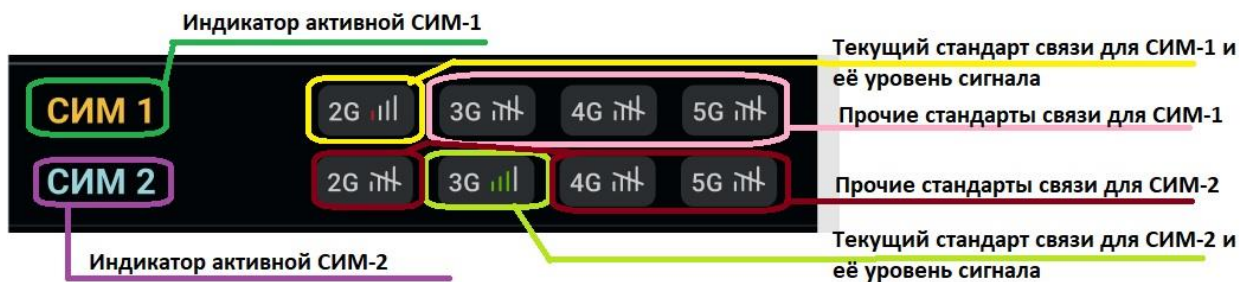 Индикатор активной СИМ-1
Текущий стандарт связи для СИМ-1 и
её уровень сигнала
СИМ 1 2G 3G 4G 5G
Прочие стандарты связи для СИМ-1
СИМ 2 2G 3G 4G 5G
Прочие стандарты связи для СИМ-2
Текущий стандарт связи для СИМ-2 и
её уровень сигнала
Индикатор активной СИМ-2